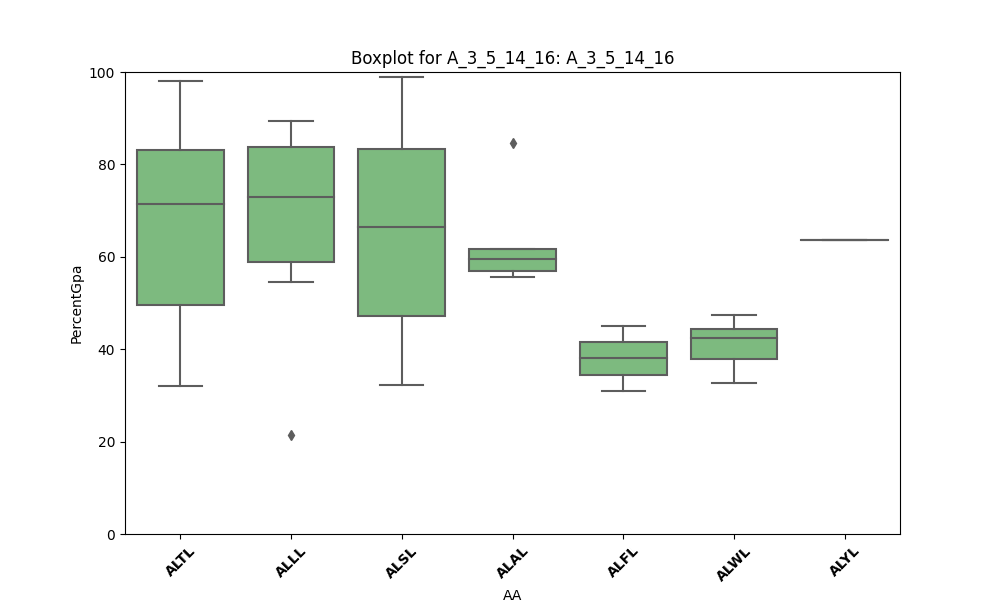 Boxplot for A_3_5_14_16: A_3_5_14_16
100
80
60
40
20
0
PercentGpa
ALTL
ALLL
ALSL
ALAL
ALFL
ALWL
ALYL
AA